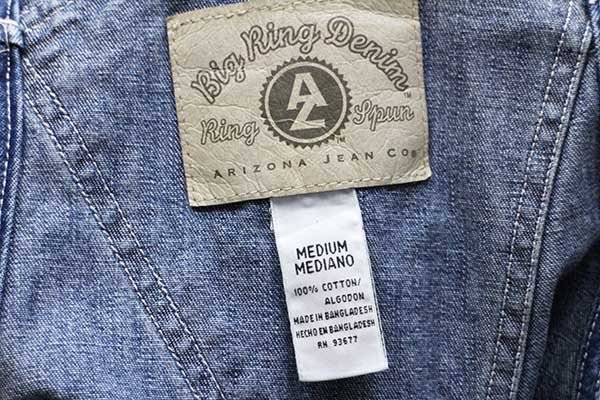 Big Ring Denim
AZ
Ring Spun
TM
ARIZONA JEAN CO®
MEDIUM
MEDIANO
100% COTTON/
ALGODON
MADE IN BANGLADESH
HECHO EN BANGLADESH
RN 93677